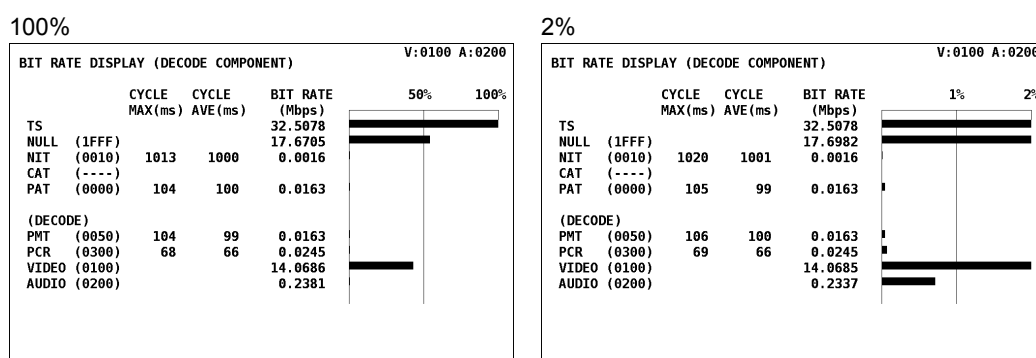 100%
V:0100 A:0200
BIT RATE DISPLAY (DECODE COMPONENT)
CYCLE CYCLE BIT RATE 50% 100%
MAX(ms) AVE(ms) (Mbps)
TS 32.5078
NULL (1FFF) 17.6705
NIT (0010) 1013 1000 0.0016
CAT (----)
PAT (0000) 104 100 0.0163
(DECODE)
PMT (0050) 104 99 0.0163
PCR (0300) 68 66 0.0245
VIDEO (0100) 14.0686
AUDIO (0200) 0.2381
2%
V:0100 A:0200
BIT RATE DISPLAY (DECODE COMPONENT)
CYCLE CYCLE BIT RATE 1% 2%
MAX(ms) AVE(ms) (Mbps)
TS 32.5078
NULL (1FFF) 17.6982
NIT (0010) 1020 1001 0.0016
CAT (----)
PAT (0000) 105 99 0.0163
(DECODE)
PMT (0050) 106 100 0.0163
PCR (0300) 69 66 0.0245
VIDEO (0100) 14.0685
AUDIO (0200) 0.2337